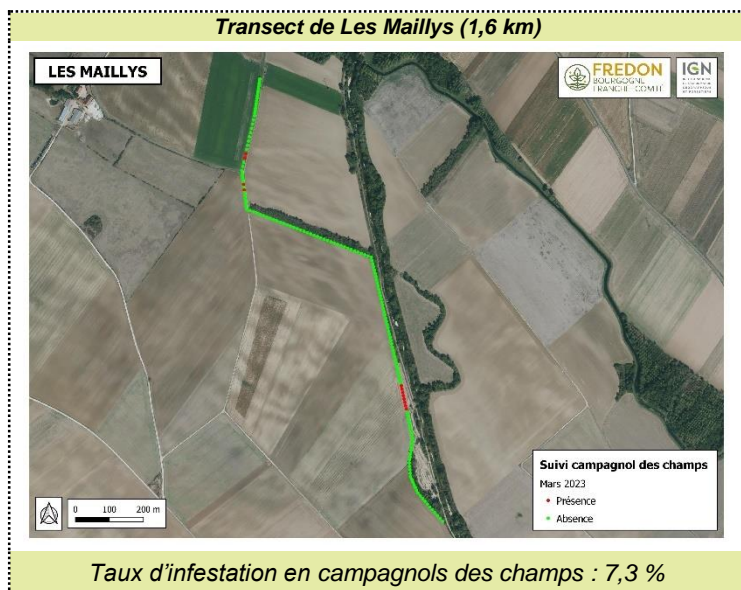 Transect de Les Maillys (1,6 km)
LES MAILLYS
FREDON
BOURGOGNE
FRANCHE-COMTÉ
IGN
Suivi campagnol des champs
Mars 2023
Présence
Absence
0 100 200 m
Taux d'infestation en campagnols des champs : 7,3 %